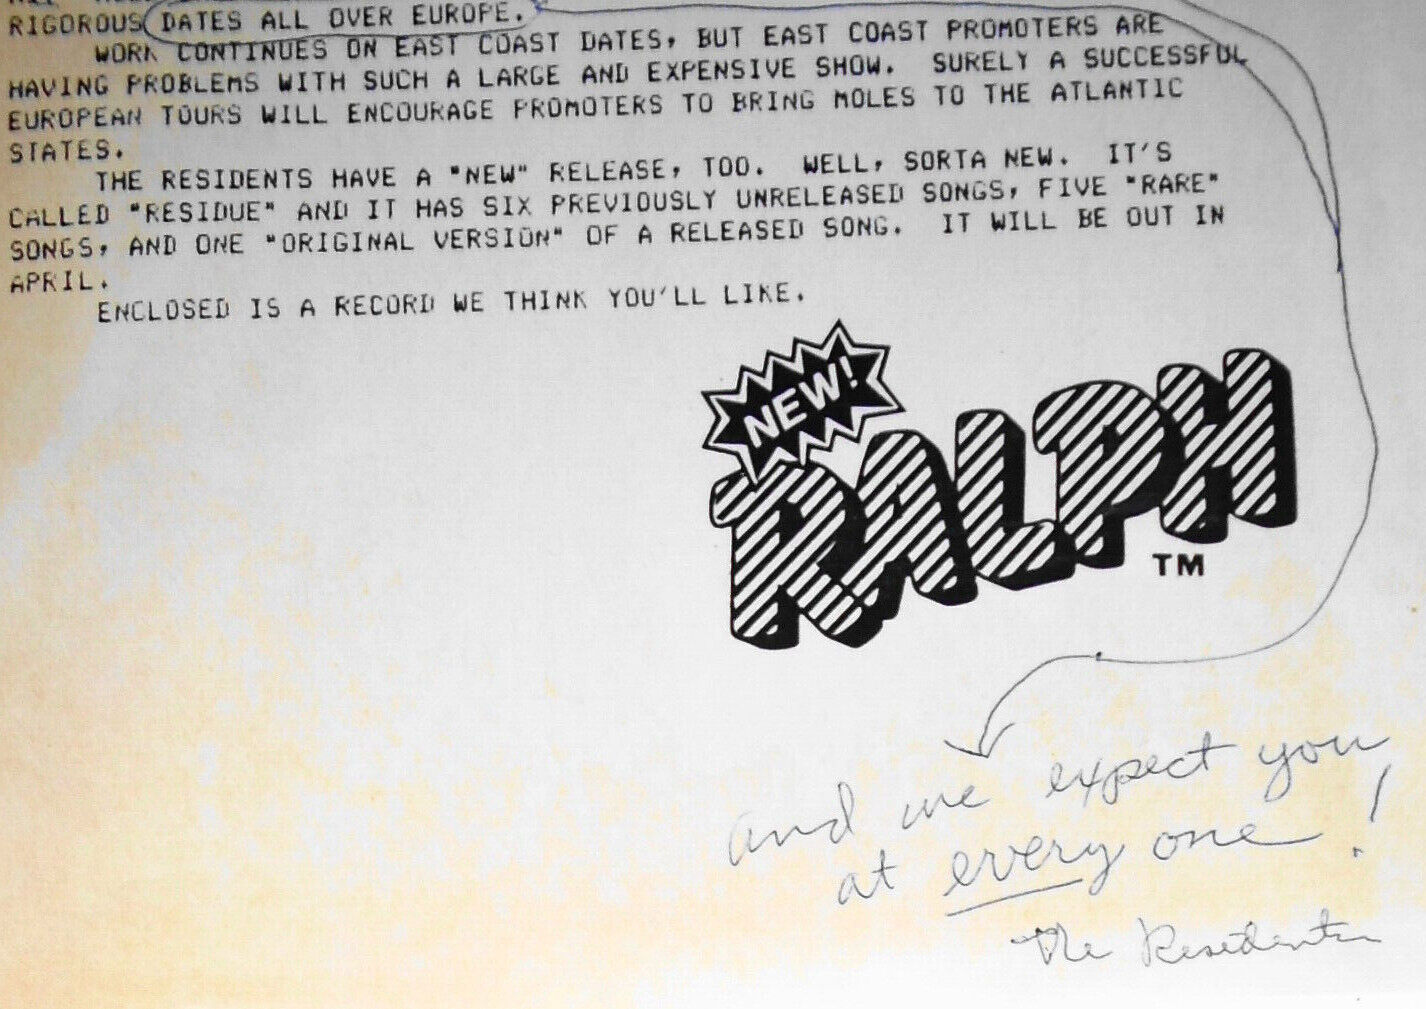 RIGOROUS DATES ALL OVER EUROPE.
WORK CONTINUES ON EAST COAST DATES, BUT EAST COAST PROMOTERS ARE
HAVING PROBLEMS WITH SUCH A LARGE AND EXPENSIVE SHOW. SURELY A SUCCESSFUL
EUROPEAN TOURS WILL ENCOURAGE PROMOTERS TO BRING MOLES TO THE ATLANTIC
STATES.
THE RESIDENTS HAVE A "NEW" RELEASE, TOO. WELL, SORTA NEW. IT'S
CALLED "RESIDUE" AND IT HAS SIX PREVIOUSLY UNRELEASED SONGS, FIVE "RARE"
SONGS, AND ONE "ORIGINAL VERSION" OF A RELEASED SONG. IT WILL BE OUT IN
APRIL.
ENCLOSED IS A RECORD WE THINK YOU'LL LIKE.
NEW!
RALPH
TM
and we expect you
at every one!
The Residents